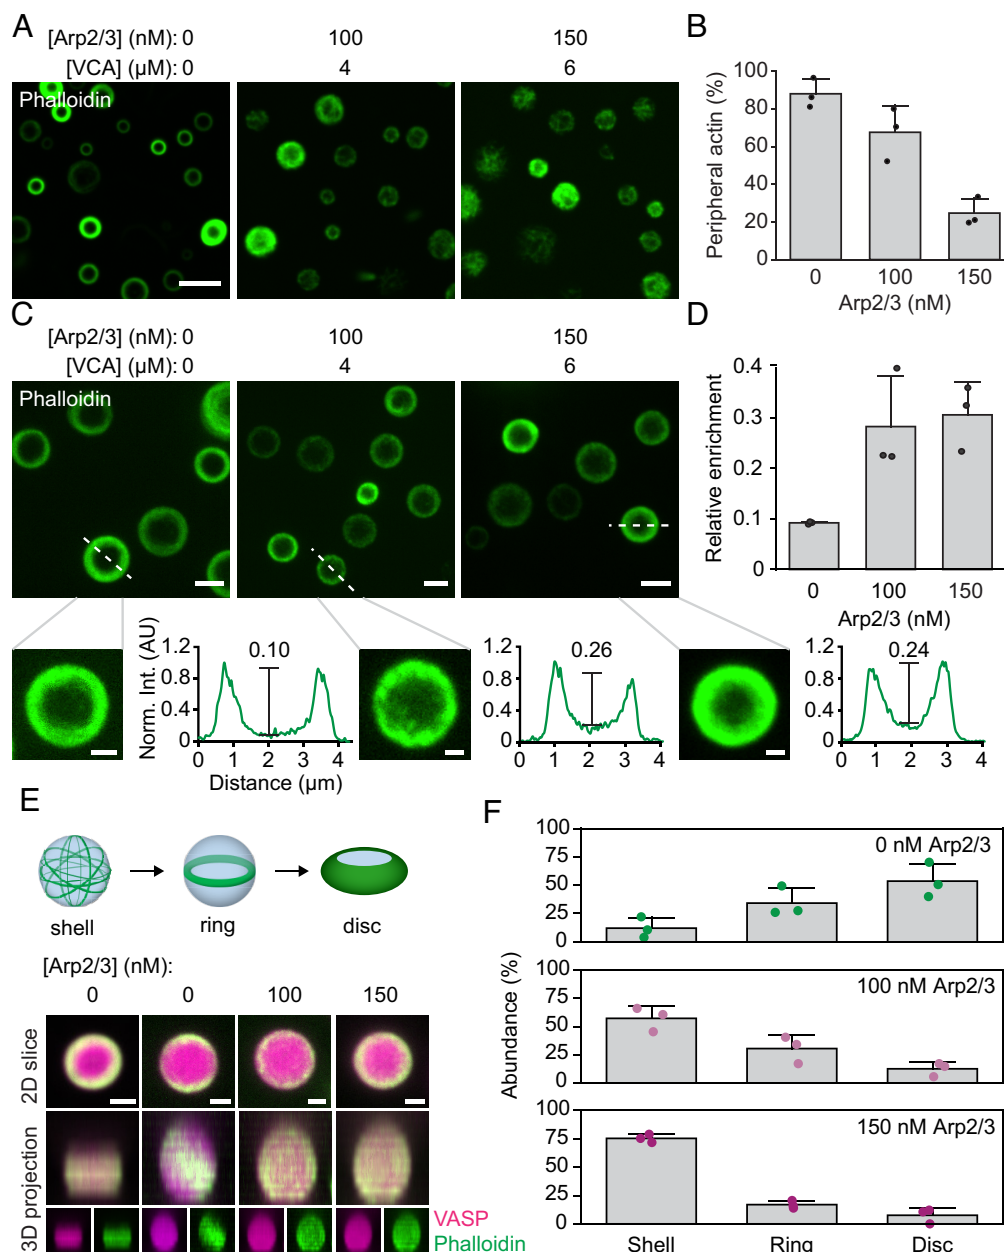 A
[Arp2/3] (nM): 0 100 150
[VCA] (µM): 0 4 6
Phalloidin
B
Peripheral actin (%)
100
80
60
40
20
0
0 100 150
Arp2/3 (nM)
C
[Arp2/3] (nM): 0 100 150
[VCA] (µM): 0 4 6
Phalloidin
D
Relative enrichment
0.4
0.3
0.2
0.1
0
0 100 150
Arp2/3 (nM)
Norm. Int. (AU)
1.2
0.8
0.4
0
0.10
0 1 2 3 4
Distance (µm)
1.2
0.8
0.4
0
0.26
0 1 2 3 4
1.2
0.8
0.4
0
0.24
0 1 2 3 4
E
shell ring disc
[Arp2/3] (nM):
0 0 100 150
2D slice
3D projection
VASP
Phalloidin
F
Abundance (%)
100
75
50
25
0
0 nM Arp2/3
100
75
50
25
0
100 nM Arp2/3
100
75
50
25
0
150 nM Arp2/3
Shell Ring Disc